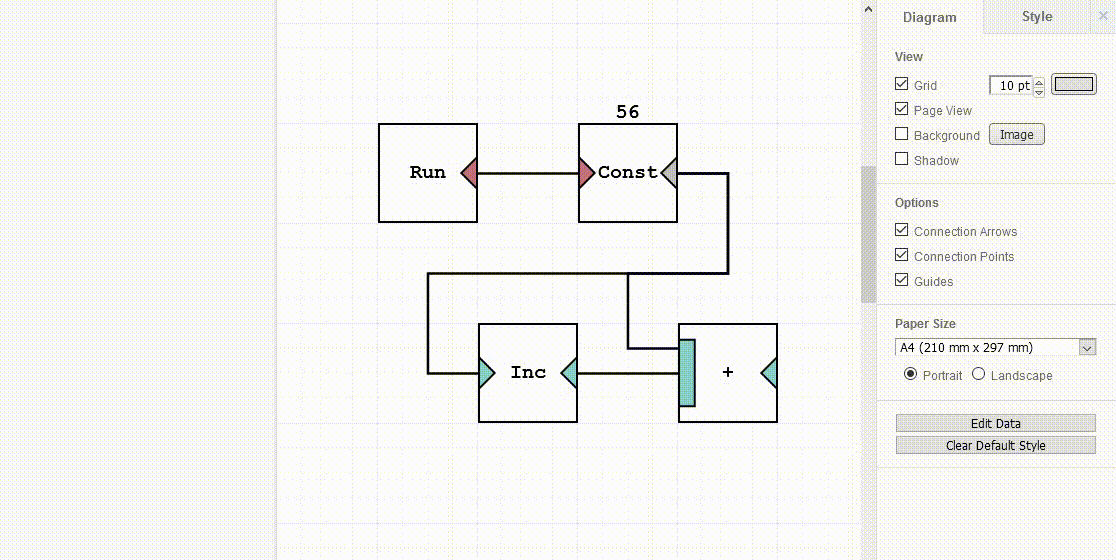 56
Run
Const
Inc
+
Diagram
Style
View
Grid
10 pt
Page View
Background
Image
Shadow
Options
Connection Arrows
Connection Points
Guides
Paper Size
A4 (210 mm x 297 mm)
Portrait
Landscape
Edit Data
Clear Default Style